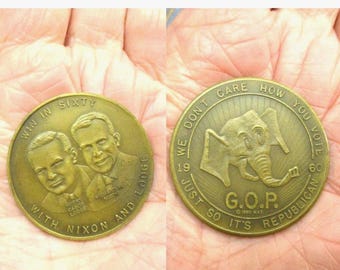 WIN IN SIXTY
WITH NIXON AND LODGE
WE DON'T CARE HOW YOU VOTE
19 60
G.O.P.
JUST SO IT'S REPUBLICAN